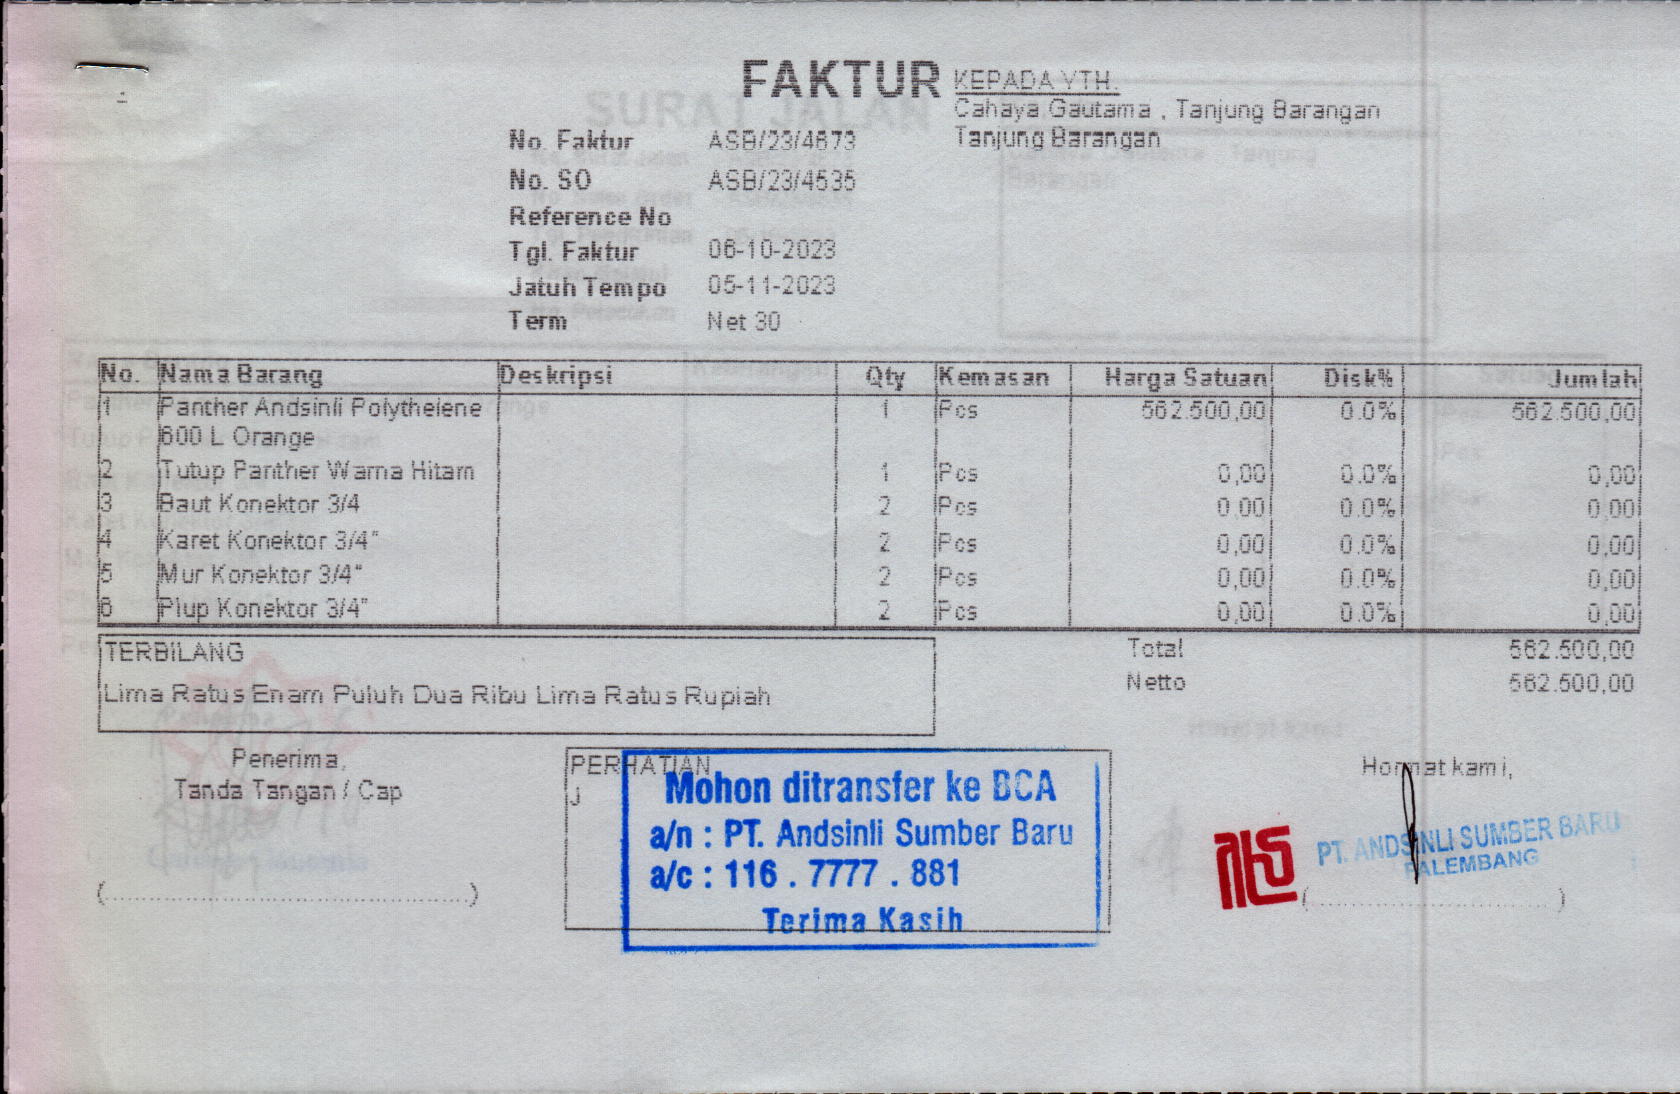 FAKTUR
KEPADA YTH.
Cahaya Gautama , Tanjung Barangan
Tanjung Barangan
No. Faktur ASB/23/4673
No. SO ASB/23/4535
Reference No
Tgl. Faktur 06-10-2023
Jatuh Tempo 05-11-2023
Term Net 30
No. Nama Barang Deskripsi Qty Kemasan Harga Satuan Disk% Jumlah
1 Panther Andsinli Polythelene 1 Pcs 562.500,00 0.0% 562.500,00
600 L Orange
2 Tutup Panther Warna Hitam 1 Pcs 0,00 0.0% 0,00
3 Baut Konektor 3/4 2 Pcs 0,00 0.0% 0,00
4 Karet Konektor 3/4" 2 Pcs 0,00 0.0% 0,00
5 Mur Konektor 3/4" 2 Pcs 0,00 0.0% 0,00
6 Plup Konektor 3/4" 2 Pcs 0,00 0.0% 0,00
TERBILANG
Lima Ratus Enam Puluh Dua Ribu Lima Ratus Rupiah
Total 562.500,00
Netto 562.500,00
Penerima,
Tanda Tangan / Cap
(..............................)
PERHATIAN
J
Mohon ditransfer ke BCA
a/n : PT. Andsinli Sumber Baru
a/c : 116 . 7777 . 881
Terima Kasih
Hormat kami,
PT. ANDSINLI SUMBER BARU
PALEMBANG
(..............................)